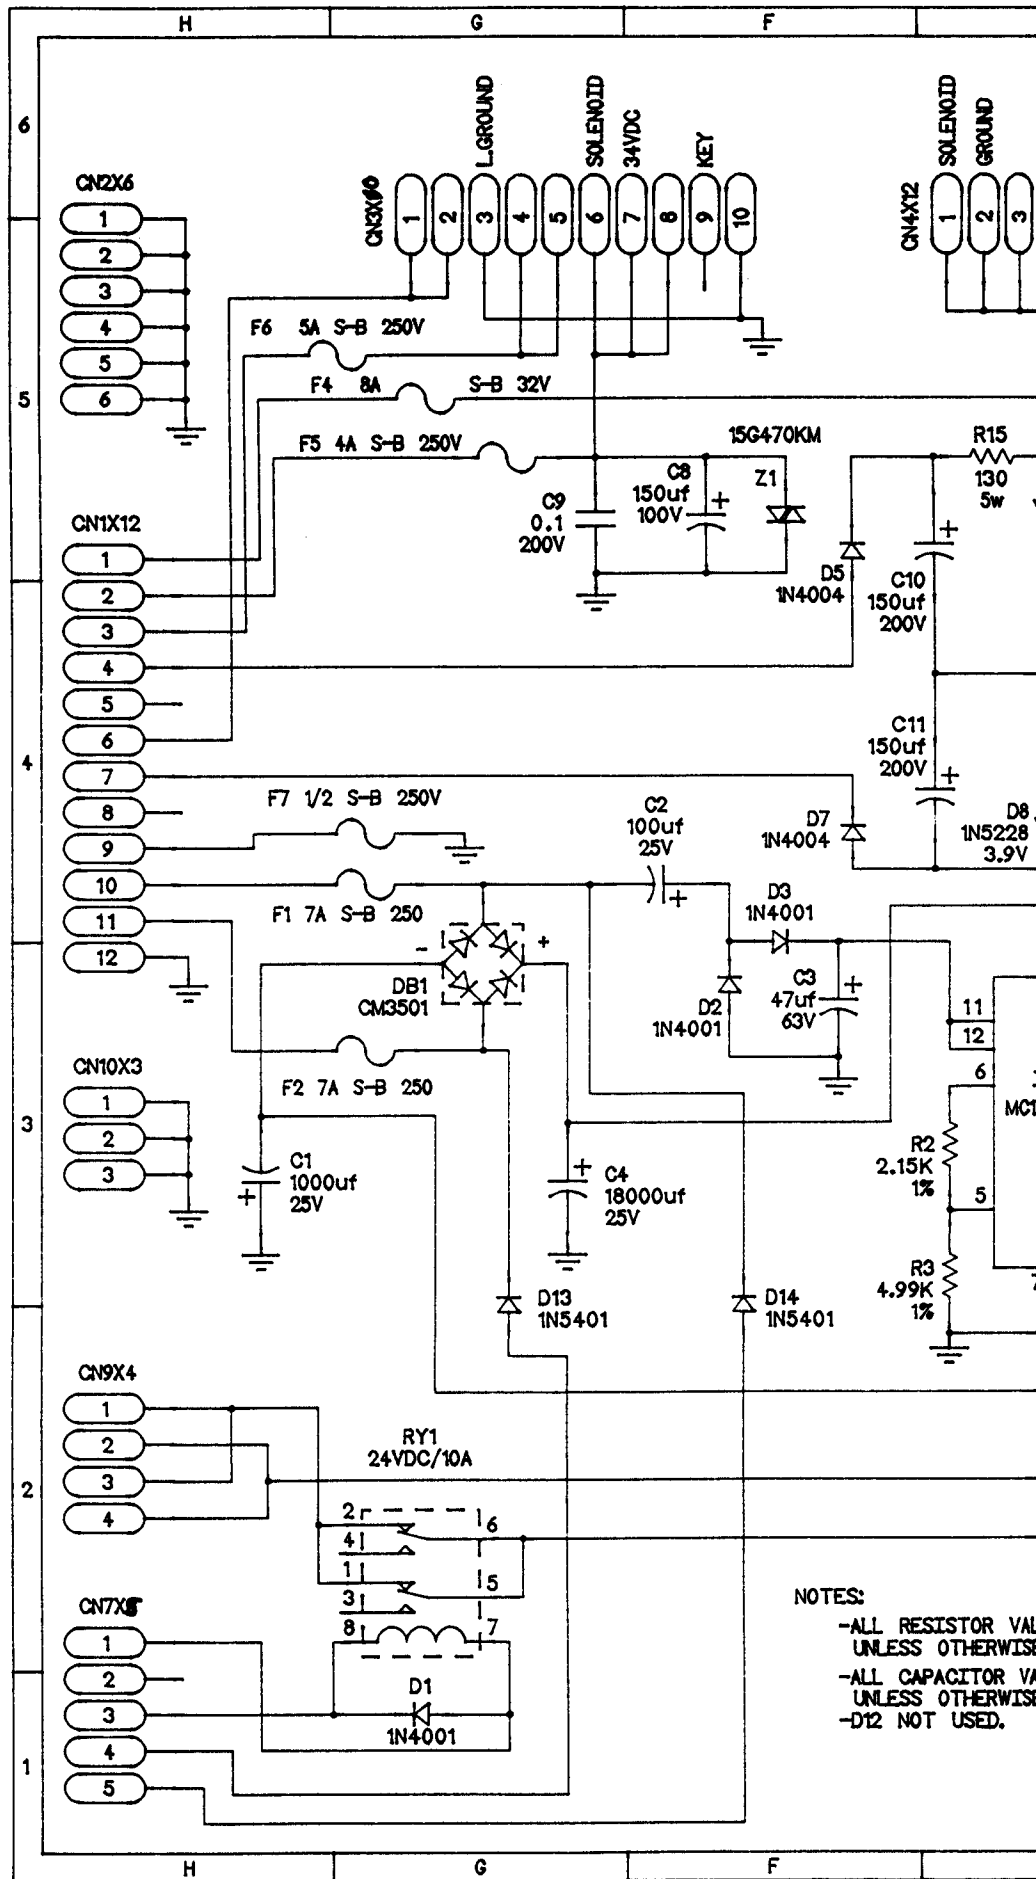 H
G
F
6
5
4
3
2
1
L.GROUND
SOLENOID
34VDC
KEY
SOLENOID
GROUND
CN3X10
1
2
3
4
5
6
7
8
9
10
CN4X12
1
2
3
CN2X6
1
2
3
4
5
6
F6 5A S-B 250V
F4 8A S-B 32V
F5 4A S-B 250V
15G470KM
Z1
C8
150uf
100V
+
C9
0.1
200V
R15
130
5w
D5
1N4004
+
C10
150uf
200V
CN1X12
1
2
3
4
5
6
7
8
9
10
11
12
C11
150uf
200V
+
F7 1/2 S-B 250V
C2
100uf
25V
+
D7
1N4004
D8
1N5228
3.9V
F1 7A S-B 250
D3
1N4001
-
+
DB1
CM3501
D2
1N4001
C3
47uf
63V
+
11
12
6
5
MC1
7
F2 7A S-B 250
CN10X3
1
2
3
C1
1000uf
25V
+
+
C4
18000uf
25V
R2
2.15K
1%
R3
4.99K
1%
D13
1N5401
D14
1N5401
CN9X4
1
2
3
4
RY1
24VDC/10A
2
4
1
3
8
6
5
7
CN7X5
1
2
3
4
5
D1
1N4001
NOTES:
-ALL RESISTOR VAL
UNLESS OTHERWISE
-ALL CAPACITOR VA
UNLESS OTHERWISE
-D12 NOT USED.
H
G
F